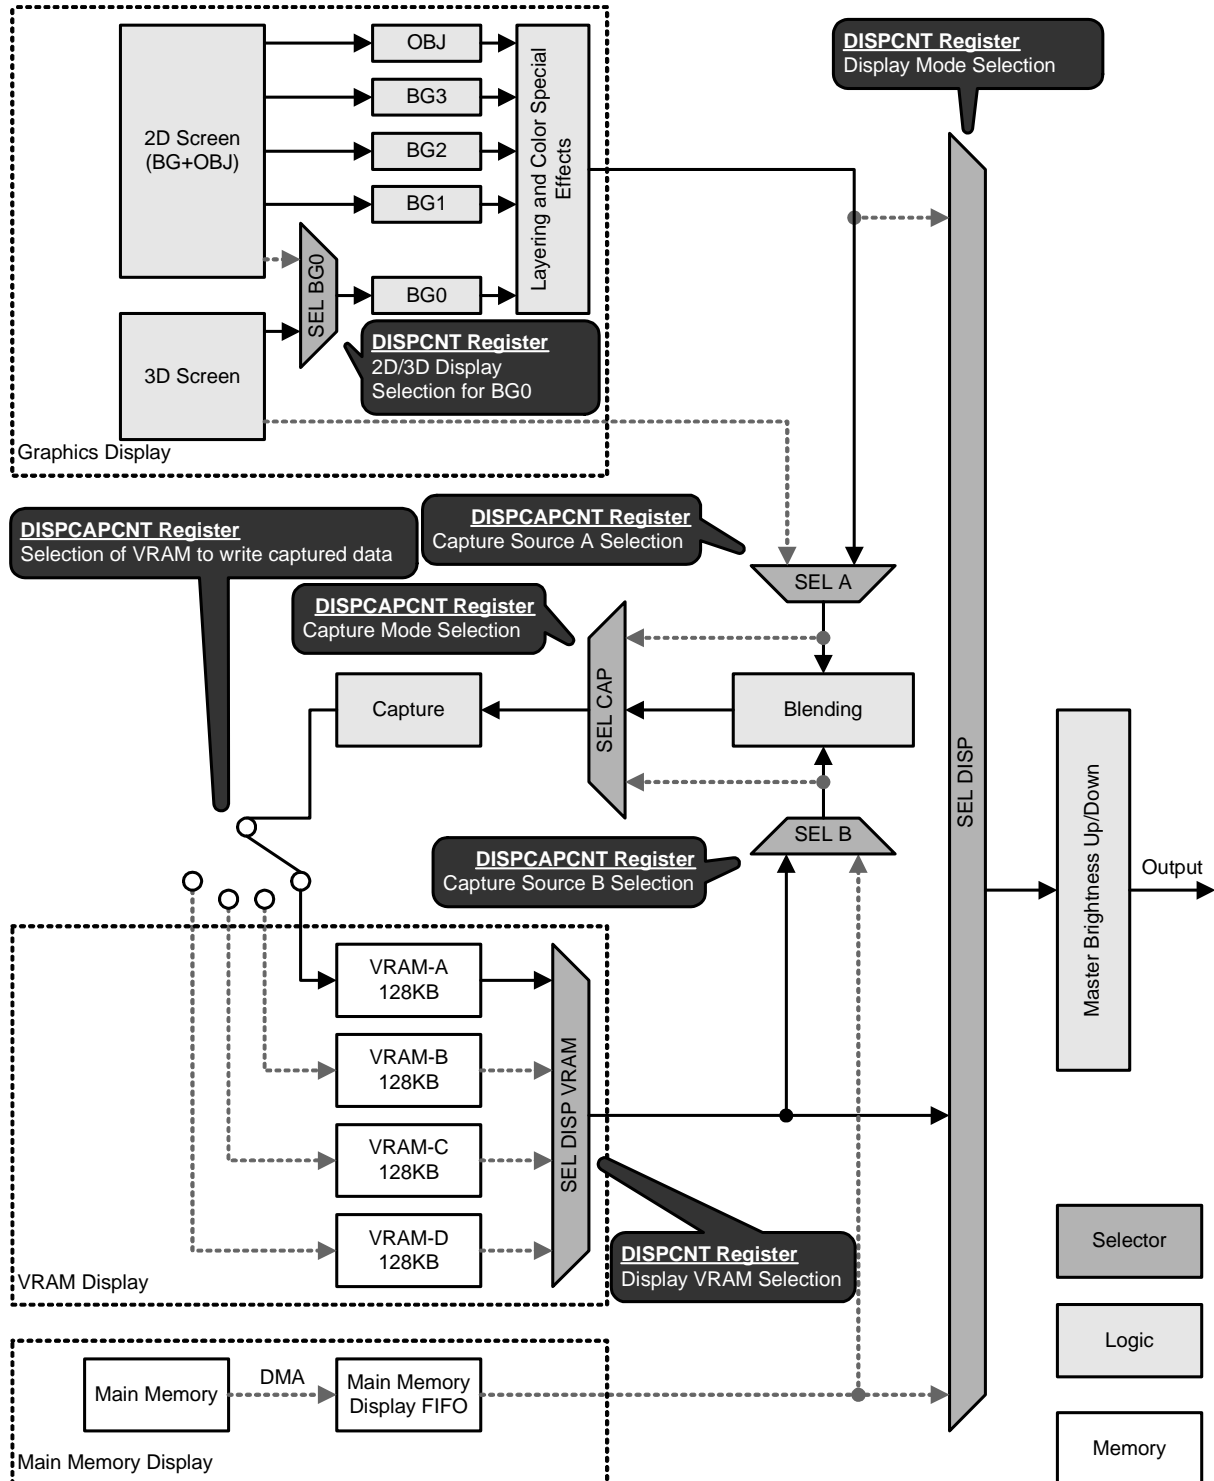 DISPCNT Register
Display Mode Selection
OBJ
BG3
2D Screen
(BG+OBJ)
BG2
BG1
Layering and Color Special
Effects
SEL BG0
BG0
DISPCNT Register
2D/3D Display
Selection for BG0
3D Screen
Graphics Display
DISPCAPCNT Register
Capture Source A Selection
DISPCAPCNT Register
Selection of VRAM to write captured data
SEL A
DISPCAPCNT Register
Capture Mode Selection
Capture
SEL CAP
Blending
SEL DISP
SEL B
DISPCAPCNT Register
Capture Source B Selection
Master Brightness Up/Down
Output
VRAM-A
128KB
VRAM-B
128KB
VRAM-C
128KB
VRAM-D
128KB
SEL DISP VRAM
DISPCNT Register
Display VRAM Selection
VRAM Display
Selector
Logic
Main Memory
DMA
Main Memory
Display FIFO
Memory
Main Memory Display